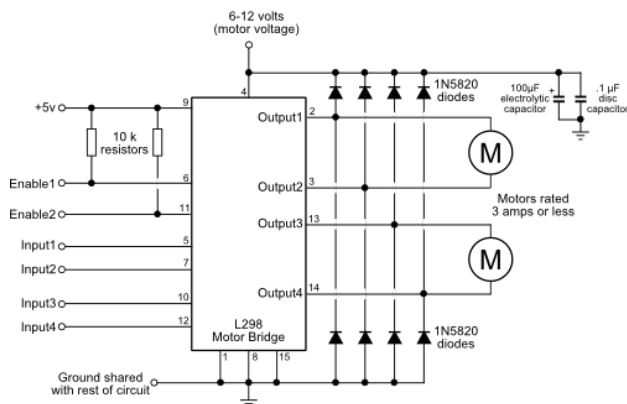 6-12 volts
(motor voltage)
4
1N5820
diodes
100µF
electrolytic
capacitor
+
.1 µF
disc
capacitor
+5v
9
10 k
resistors
Output1
2
M
Enable1
6
Output2
3
Motors rated
3 amps or less
Enable2
11
Output3
13
Input1
5
Input2
7
M
Input3
10
Output4
14
Input4
12
L298
Motor Bridge
1N5820
diodes
1
8
15
Ground shared
with rest of circuit